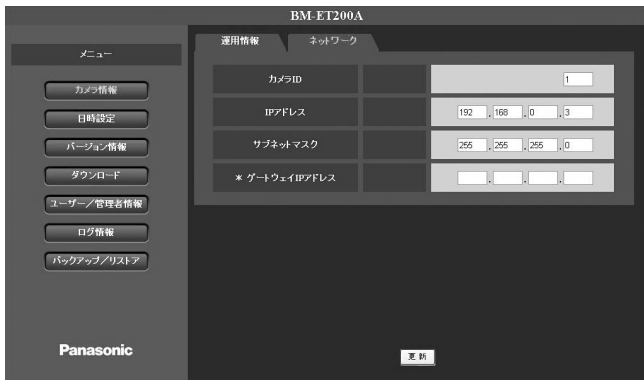 BM-ET200A
メニュー
カメラ情報
日時設定
バージョン情報
ダウンロード
ユーザー／管理者情報
ログ情報
バックアップ／リストア
Panasonic
運用情報 ネットワーク
カメラID 1
IPアドレス 192 . 168 . 0 . 3
サブネットマスク 255 . 255 . 255 . 0
* ゲートウェイIPアドレス . . .
更新